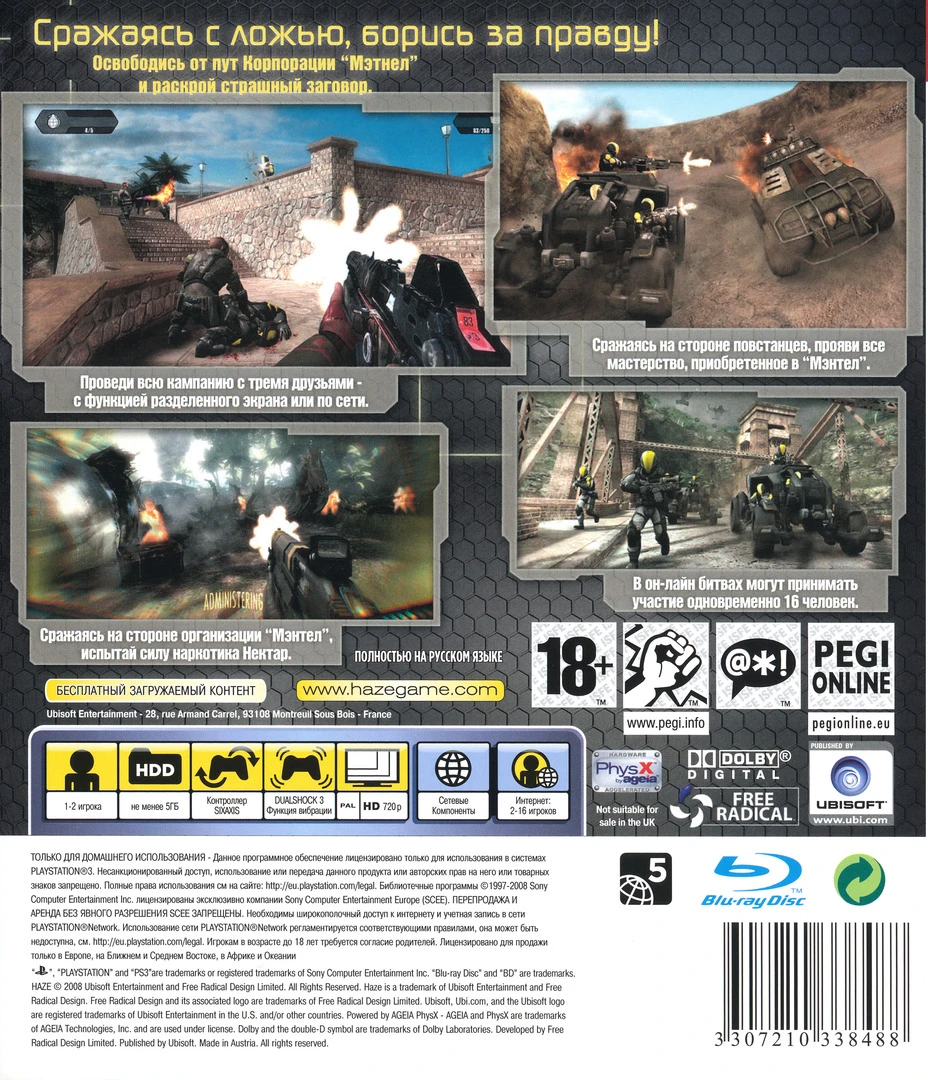 Сражаясь с ложью, борись за правду!
Освободись от пут Корпорации “Мэтнел”
и раскрой страшный заговор.
4/5
83/250
83
Проведи всю кампанию с тремя друзьями -
с функцией разделенного экрана или по сети.
Сражаясь на стороне повстанцев, прояви все
мастерство, приобретенное в “Мэнтел”.
ADMINISTERING
Сражаясь на стороне организации “Мэнтел”,
испытай силу наркотика Нектар.
В он-лайн битвах могут принимать
участие одновременно 16 человек.
ПОЛНОСТЬЮ НА РУССКОМ ЯЗЫКЕ
18+
TM
TM
@*!
TM
PEGI
ONLINE
www.pegi.info
pegionline.eu
БЕСПЛАТНЫЙ ЗАГРУЖАЕМЫЙ КОНТЕНТ
www.hazegame.com
Ubisoft Entertainment - 28, rue Armand Carrel, 93108 Montreuil Sous Bois - France
HDD
1-2 игрока
не менее 5ГБ
Контроллер
SIXAXIS
DUALSHOCK 3
Функция вибрации
PAL
HD 720p
Сетевые
Компоненты
Интернет:
2-16 игроков
HARDWARE
PhysX
by ageia
ACCELERATED
Not suitable for
sale in the UK
DOLBY®
DIGITAL
FREE
RADICAL
PUBLISHED BY
UBISOFT
www.ubi.com
ТОЛЬКО ДЛЯ ДОМАШНЕГО ИСПОЛЬЗОВАНИЯ - Данное программное обеспечение лицензировано только для использования в системах
PLAYSTATION®3. Несанкционированный доступ, использование или передача данного продукта или авторских прав на него или товарных
знаков запрещено. Полные права использования см на сайте: http://eu.playstation.com/legal. Библиотечные программы ©1997-2008 Sony
Computer Entertainment Inc. лицензированы эксклюзивно компании Sony Computer Entertainment Europe (SCEE). ПЕРЕПРОДАЖА И
АРЕНДА БЕЗ ЯВНОГО РАЗРЕШЕНИЯ SCEE ЗАПРЕЩЕНЫ. Необходимы широкополочный доступ к интернету и учетная запись в сети
PLAYSTATION®Network. Использование сети PLAYSTATION®Network регламентируется соответствующими правилами, она может быть
недоступна, см. http://eu.playstation.com/legal. Игрокам в возрасте до 18 лет требуется согласие родителей. Лицензировано для продажи
только в Европе, на Ближнем и Среднем Востоке, в Африке и Океании
“ ”, “PLAYSTATION” and “PS3”are trademarks or registered trademarks of Sony Computer Entertainment Inc. “Blu-ray Disc” and “BD” are trademarks.
HAZE © 2008 Ubisoft Entertainment and Free Radical Design Limited. All Rights Reserved. Haze is a trademark of Ubisoft Entertainment and Free
Radical Design. Free Radical Design and its associated logo are trademarks of Free Radical Design Limited. Ubisoft, Ubi.com, and the Ubisoft logo
are registered trademarks of Ubisoft Entertainment in the U.S. and/or other countries. Powered by AGEIA PhysX - AGEIA and PhysX are trademarks
of AGEIA Technologies, Inc. and are used under license. Dolby and the double-D symbol are trademarks of Dolby Laboratories. Developed by Free
Radical Design Limited. Published by Ubisoft. Made in Austria. All rights reserved.
5
Blu-ray Disc
TM
3 307210 338488